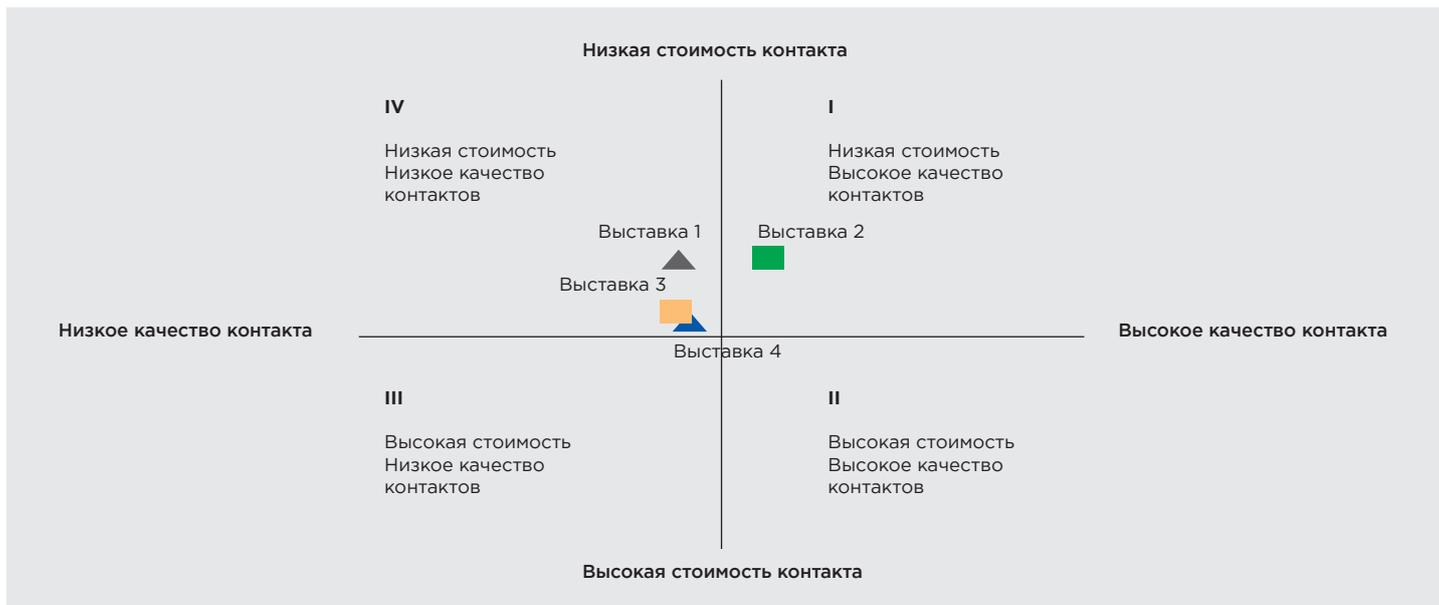 Низкая стоимость контакта
IV
Низкая стоимость
Низкое качество
контактов
I
Низкая стоимость
Высокое качество
контактов
Выставка 1
Выставка 2
Выставка 3
Низкое качество контакта
Высокое качество контакта
Выставка 4
III
Высокая стоимость
Низкое качество
контактов
II
Высокая стоимость
Высокое качество
контактов
Высокая стоимость контакта